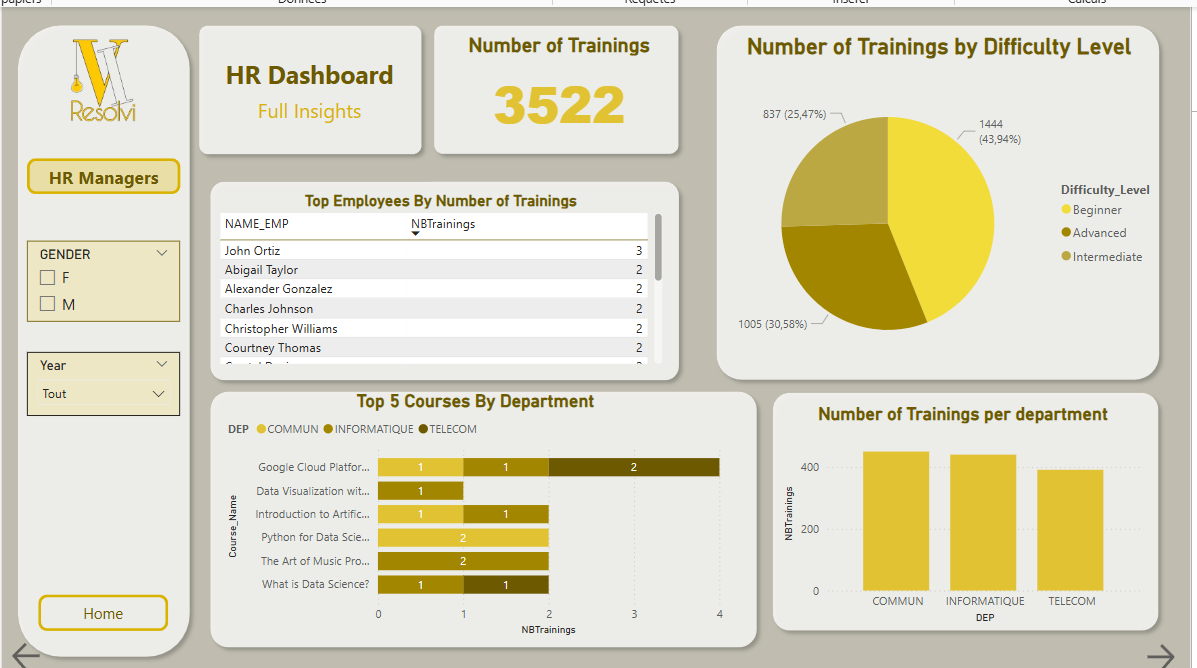 papiers
Données
Requêtes
Insérer
Calculs
Resolvi
HR Managers
GENDER
F
M
Year
Tout
Home
HR Dashboard
Full Insights
Number of Trainings
3522
Top Employees By Number of Trainings
NAME_EMP NBTrainings
John Ortiz 3
Abigail Taylor 2
Alexander Gonzalez 2
Charles Johnson 2
Christopher Williams 2
Courtney Thomas 2
Number of Trainings by Difficulty Level
837 (25,47%)
1444
(43,94%)
1005 (30,58%)
Difficulty_Level
Beginner
Advanced
Intermediate
Top 5 Courses By Department
DEP COMMUN INFORMATIQUE TELECOM
Course_Name
Google Cloud Platfor... 1 1 2
Data Visualization wit... 1
Introduction to Artific... 1 1
Python for Data Scie... 2
The Art of Music Pro... 2
What is Data Science? 1 1
0 1 2 3 4
NBTrainings
Number of Trainings per department
NBTrainings
400
200
0
COMMUN INFORMATIQUE TELECOM
DEP